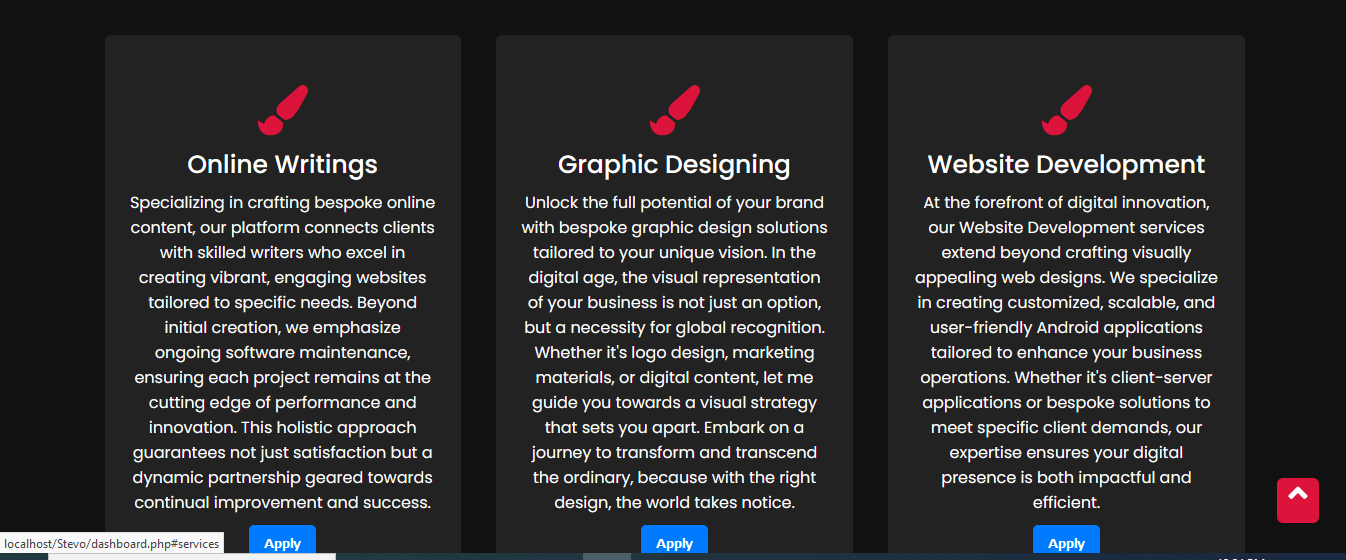 Online Writings
Specializing in crafting bespoke online
content, our platform connects clients
with skilled writers who excel in
creating vibrant, engaging websites
tailored to specific needs. Beyond
initial creation, we emphasize
ongoing software maintenance,
ensuring each project remains at the
cutting edge of performance and
innovation. This holistic approach
guarantees not just satisfaction but a
dynamic partnership geared towards
continual improvement and success.
Apply
Graphic Designing
Unlock the full potential of your brand
with bespoke graphic design solutions
tailored to your unique vision. In the
digital age, the visual representation
of your business is not just an option,
but a necessity for global recognition.
Whether it's logo design, marketing
materials, or digital content, let me
guide you towards a visual strategy
that sets you apart. Embark on a
journey to transform and transcend
the ordinary, because with the right
design, the world takes notice.
Apply
Website Development
At the forefront of digital innovation,
our Website Development services
extend beyond crafting visually
appealing web designs. We specialize
in creating customized, scalable, and
user-friendly Android applications
tailored to enhance your business
operations. Whether it's client-server
applications or bespoke solutions to
meet specific client demands, our
expertise ensures your digital
presence is both impactful and
efficient.
Apply
localhost/Stevo/dashboard.php#services